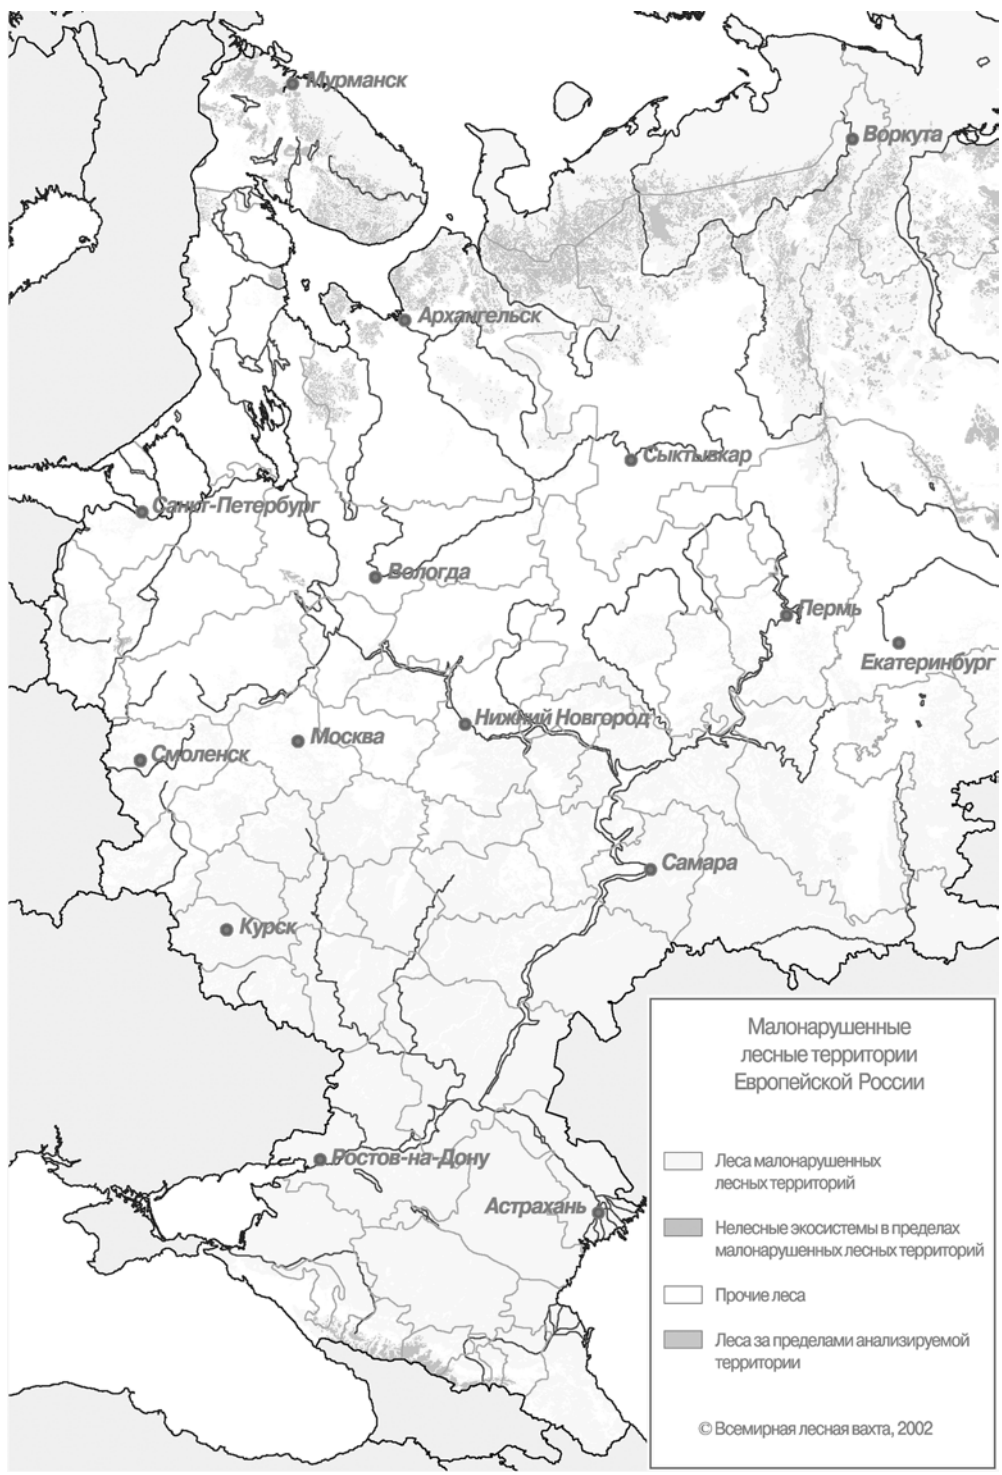 Мурманск
Воркута
Архангельск
Сыктывкар
Санкт-Петербург
Вологда
Пермь
Екатеринбург
Нижний Новгород
Москва
Смоленск
Самара
Курск
Ростов-на-Дону
Астрахань
Малонарушенные
лесные территории
Европейской России
Леса малонарушенных
лесных территорий
Нелесные экосистемы в пределах
малонарушенных лесных территорий
Прочие леса
Леса за пределами анализируемой
территории
© Всемирная лесная вахта, 2002